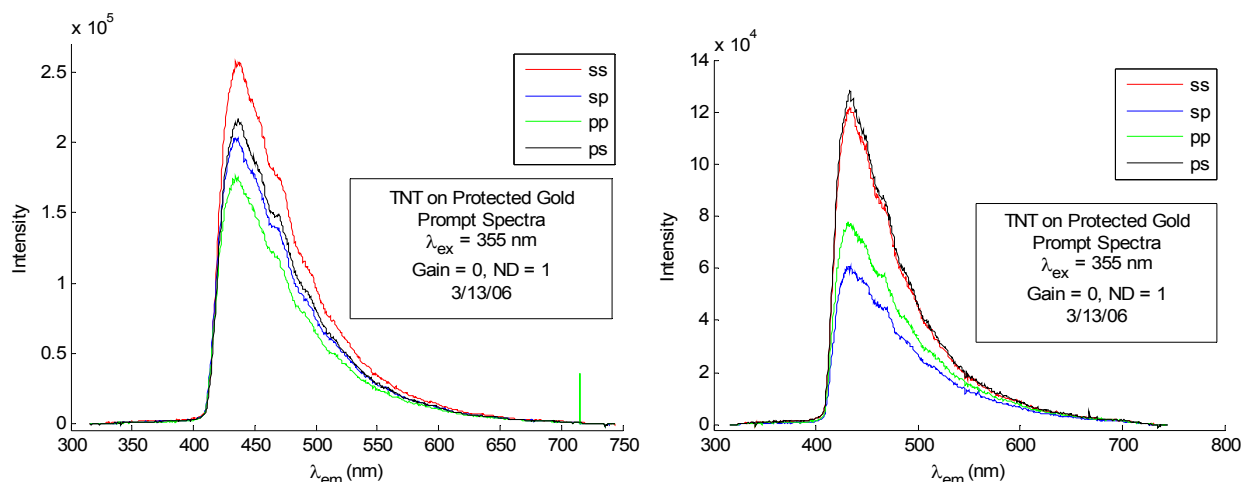 x 10⁵
2.5
2
1.5
1
0.5
0
Intensity
300 350 400 450 500 550 600 650 700 750
λem (nm)
ss
sp
pp
ps
TNT on Protected Gold
Prompt Spectra
λex = 355 nm
Gain = 0, ND = 1
3/13/06
x 10⁴
14
12
10
8
6
4
2
0
Intensity
300 400 500 600 700 800
λem (nm)
ss
sp
pp
ps
TNT on Protected Gold
Prompt Spectra
λex = 355 nm
Gain = 0, ND = 1
3/13/06